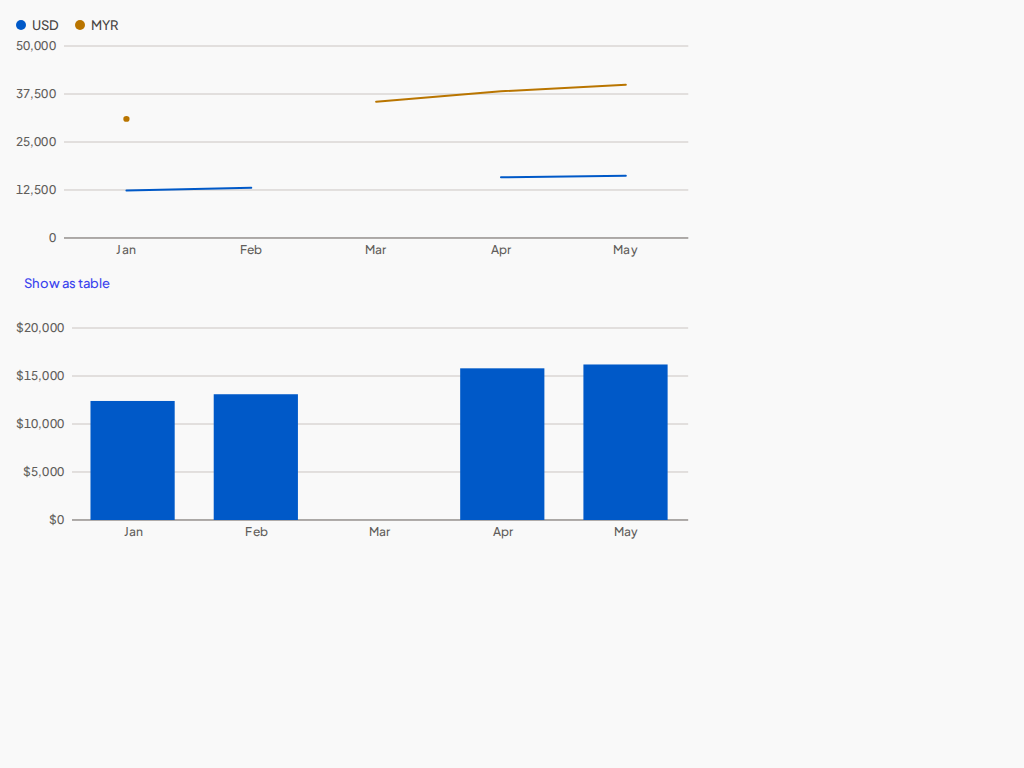 USD MYR
50,000
37,500
25,000
12,500
0
Jan Feb Mar Apr May
Show as table
$20,000
$15,000
$10,000
$5,000
$0
Jan Feb Mar Apr May